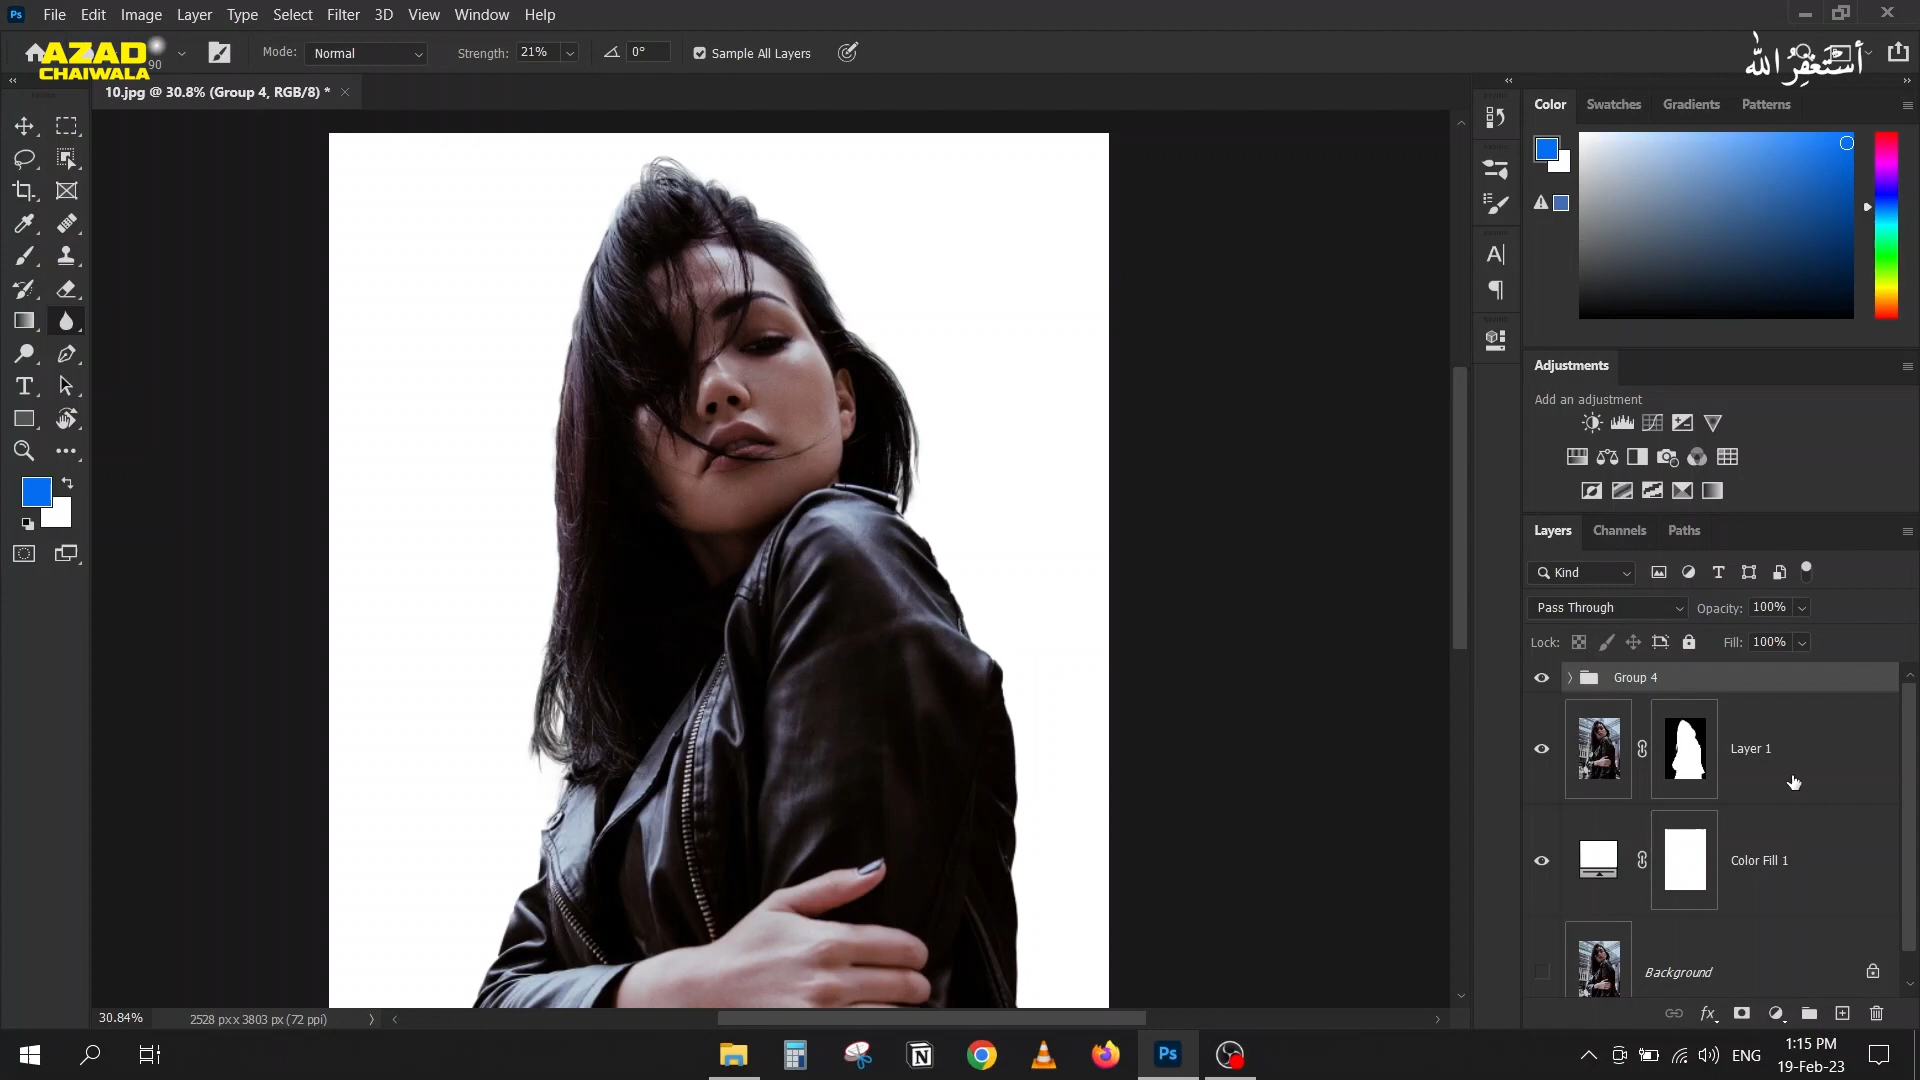 Ps File Edit Image Layer Type Select Filter 3D View Window Help
AZAD
CHAIWALA
90 Mode: Normal Strength: 21% 0° Sample All Layers
أستغفر الله
10.jpg @ 30.8% (Group 4, RGB/8) *
Color Swatches Gradients Patterns
Adjustments
Add an adjustment
Layers Channels Paths
Kind
Pass Through Opacity: 100%
Lock: Fill: 100%
Group 4
Layer 1
Color Fill 1
Background
30.84% 2528 px x 3803 px (72 ppi)
ENG 1:15 PM
19-Feb-23